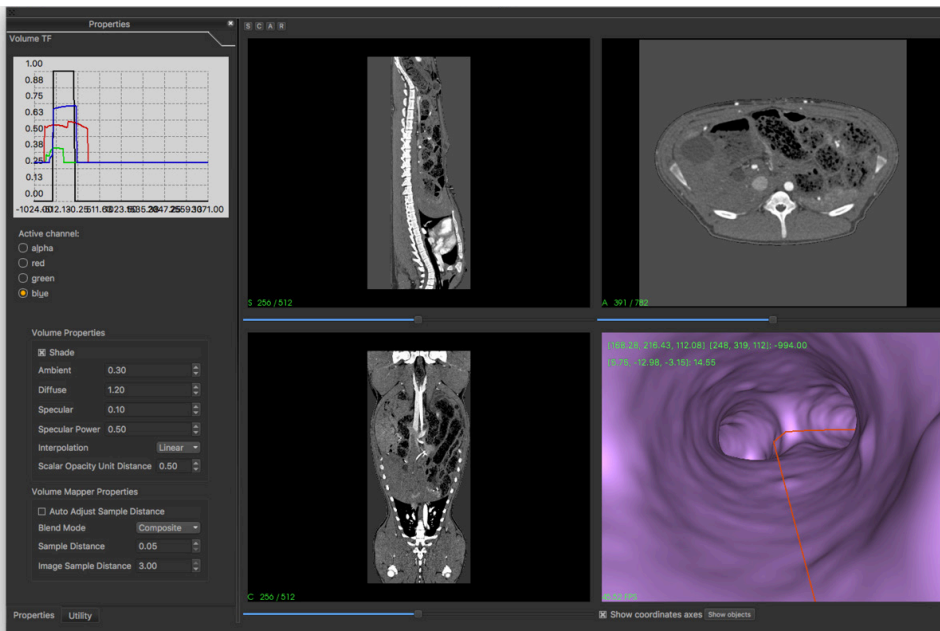 Properties
S C A R
Volume TF
1.00
0.88
0.75
0.63
0.50
0.38
0.25
0.13
0.00
Active channel:
alpha
red
green
blue
S 256 / 512
A 391 / 782
Volume Properties
Shade
Ambient 0.30
Diffuse 1.20
Specular 0.10
Specular Power 0.50
Interpolation Linear
Scalar Opacity Unit Distance 0.50
Volume Mapper Properties
Auto Adjust Sample Distance
Blend Mode Composite
Sample Distance 0.05
Image Sample Distance 3.00
[168.28, 216.43, 112.08] [248, 319, 112]: -994.00
[6.75, -12.98, -3.15]: 14.55
C 256 / 512
FPS
Properties Utility
Show coordinates axes Show objects